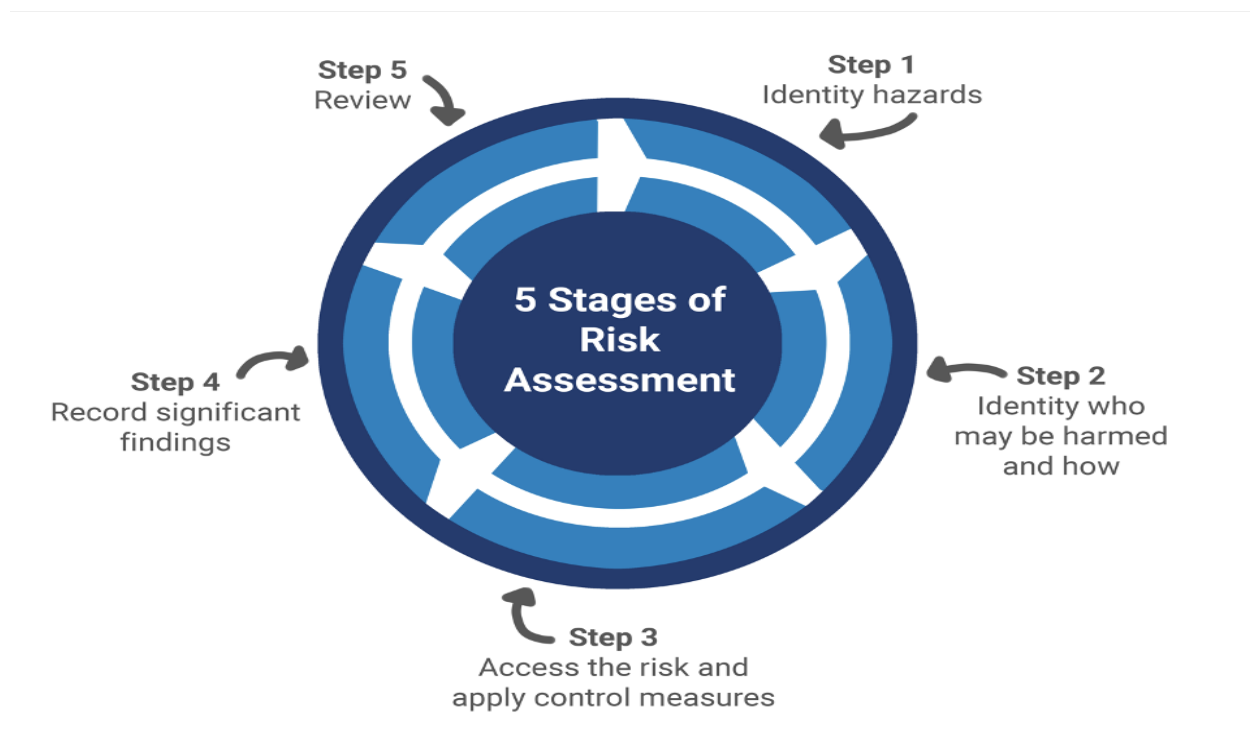 5 Stages of
Risk
Assessment
Step 1
Identity hazards
Step 2
Identity who
may be harmed
and how
Step 3
Access the risk and
apply control measures
Step 4
Record significant
findings
Step 5
Review